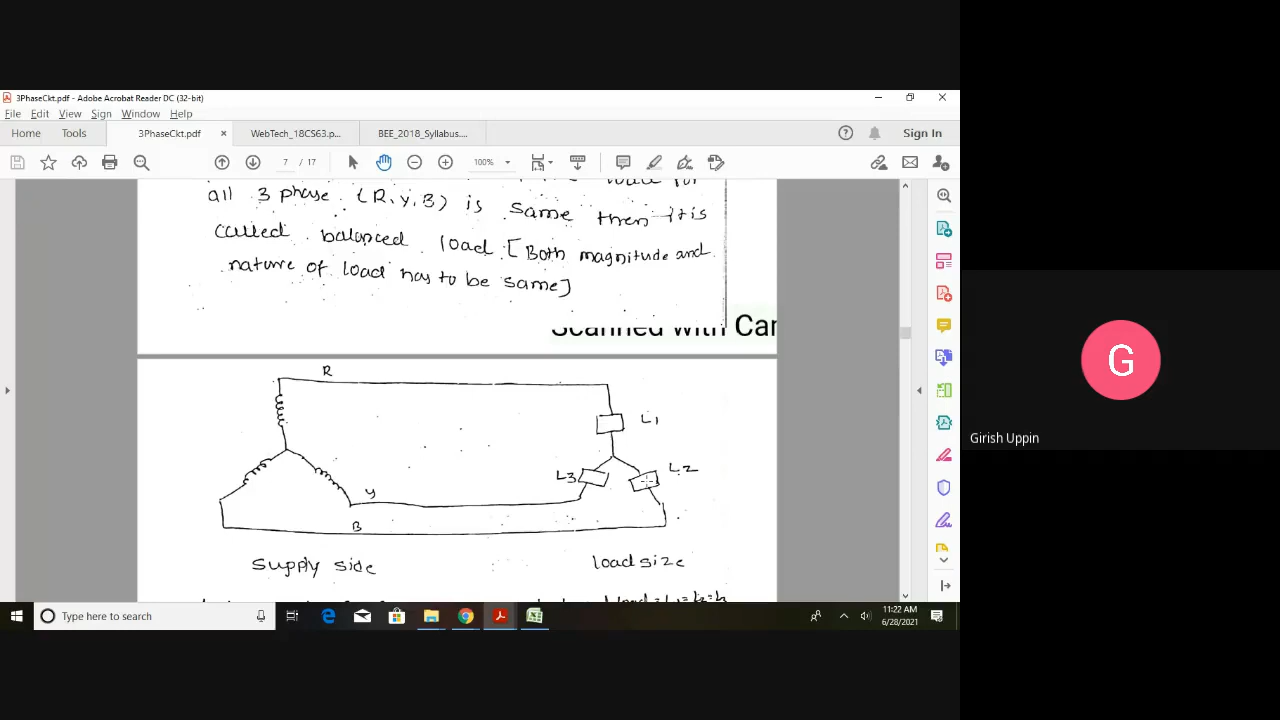 3PhaseCkt.pdf - Adobe Acrobat Reader DC (32-bit)
File Edit View Sign Window Help
Home Tools 3PhaseCkt.pdf × WebTech_18CS63.p... BEE_2018_Syllabus.... Sign In
7 / 17 100%
all 3 phase (R, Y, B) is same then it is
called balanced load. [Both magnitude and
nature of load has to be same]
Scanned with Car
R
L1
L3 L2
Y
B
supply side load size
Girish Uppin
G
Type here to search
11:22 AM
6/28/2021